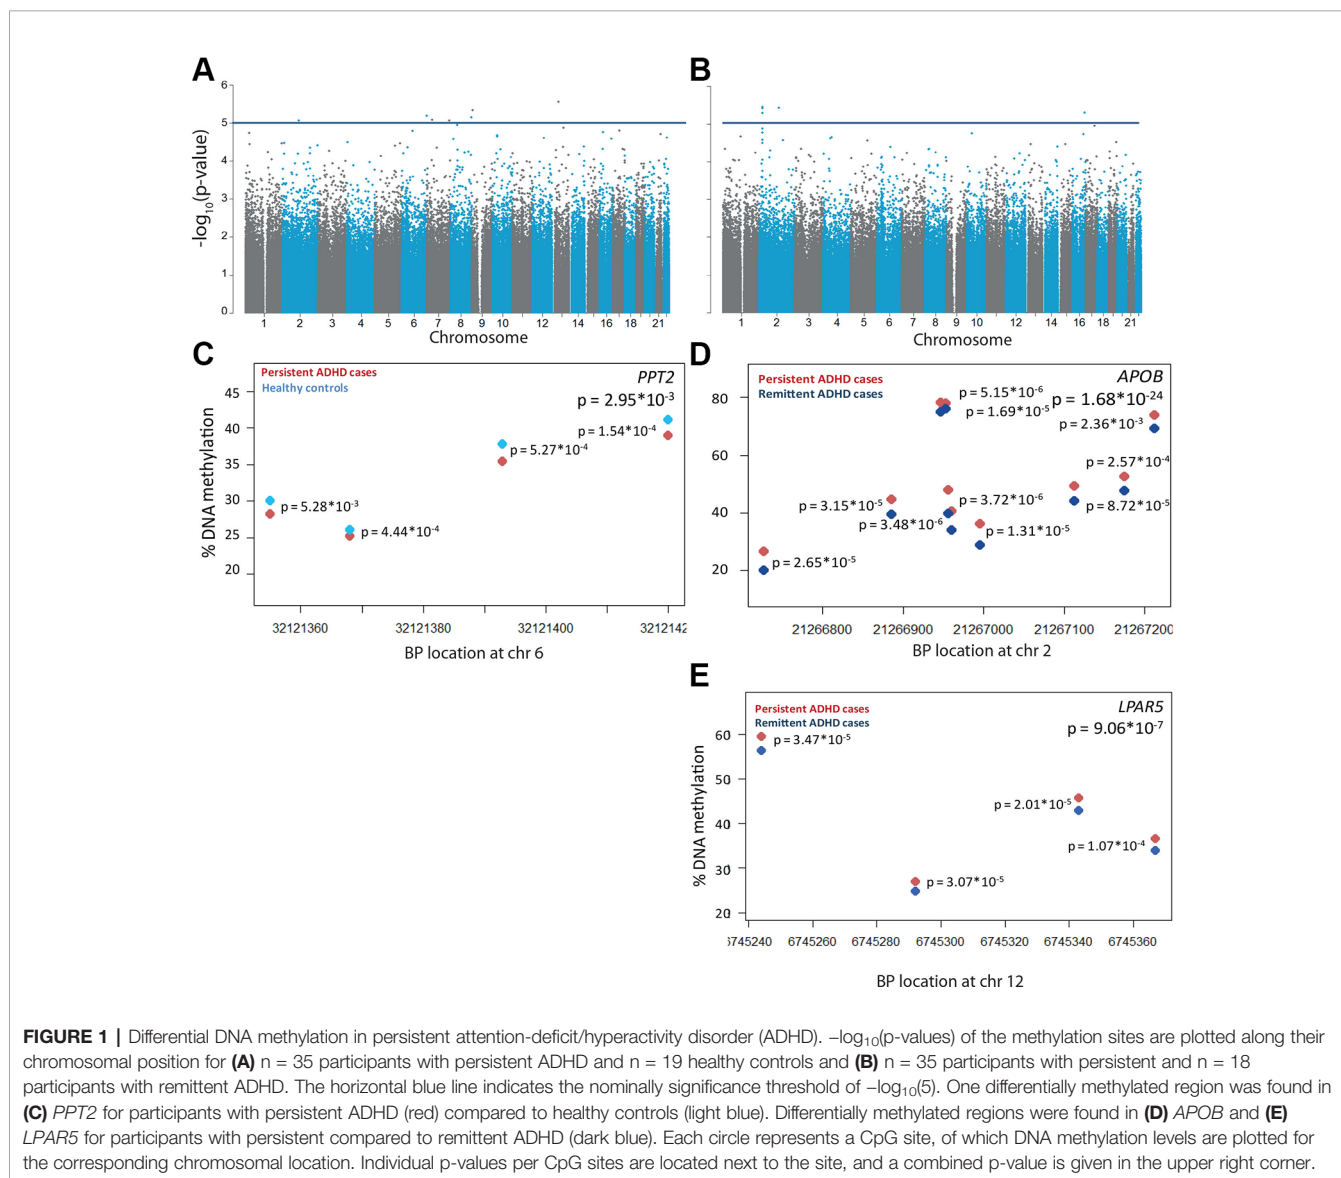 A
6
5
4
3
2
1
0
-log10(p-value)
1 2 3 4 5 6 7 8 9 10 12 14 16 18 21
Chromosome
B
1 2 3 4 5 6 7 8 9 10 12 14 16 18 21
Chromosome
C
Persistent ADHD cases
Healthy controls
PPT2
p = 2.95*10-3
p = 1.54*10-4
p = 5.27*10-4
p = 5.28*10-3
p = 4.44*10-4
45
40
35
30
25
20
% DNA methylation
32121360 32121380 32121400 3212142
BP location at chr 6
D
Persistent ADHD cases
Remittent ADHD cases
APOB
p = 1.68*10-24
p = 5.15*10-6
p = 1.69*10-5
p = 2.36*10-3
p = 2.57*10-4
p = 3.15*10-5
p = 3.72*10-6
p = 8.72*10-5
p = 3.48*10-6
p = 1.31*10-5
p = 2.65*10-5
80
60
40
20
21266800 21266900 21267000 21267100 21267200
BP location at chr 2
E
Persistent ADHD cases
Remittent ADHD cases
LPAR5
p = 9.06*10-7
p = 3.47*10-5
p = 2.01*10-5
p = 1.07*10-4
p = 3.07*10-5
60
50
40
30
20
% DNA methylation
6745240 6745260 6745280 6745300 6745320 6745340 6745360
BP location at chr 12
FIGURE 1 | Differential DNA methylation in persistent attention-deficit/hyperactivity disorder (ADHD). −log10(p-values) of the methylation sites are plotted along their
chromosomal position for (A) n = 35 participants with persistent ADHD and n = 19 healthy controls and (B) n = 35 participants with persistent and n = 18
participants with remittent ADHD. The horizontal blue line indicates the nominally significance threshold of −log10(5). One differentially methylated region was found in
(C) PPT2 for participants with persistent ADHD (red) compared to healthy controls (light blue). Differentially methylated regions were found in (D) APOB and (E)
LPAR5 for participants with persistent compared to remittent ADHD (dark blue). Each circle represents a CpG site, of which DNA methylation levels are plotted for
the corresponding chromosomal location. Individual p-values per CpG sites are located next to the site, and a combined p-value is given in the upper right corner.